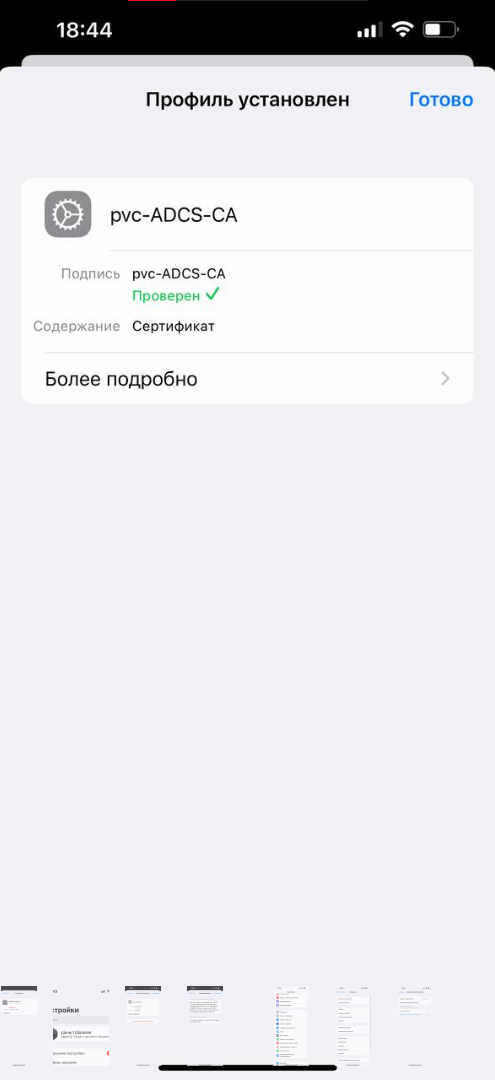 18:44
Профиль установлен
Готово
pvc-ADCS-CA
Подпись pvc-ADCS-CA
Проверен
Содержание Сертификат
Более подробно